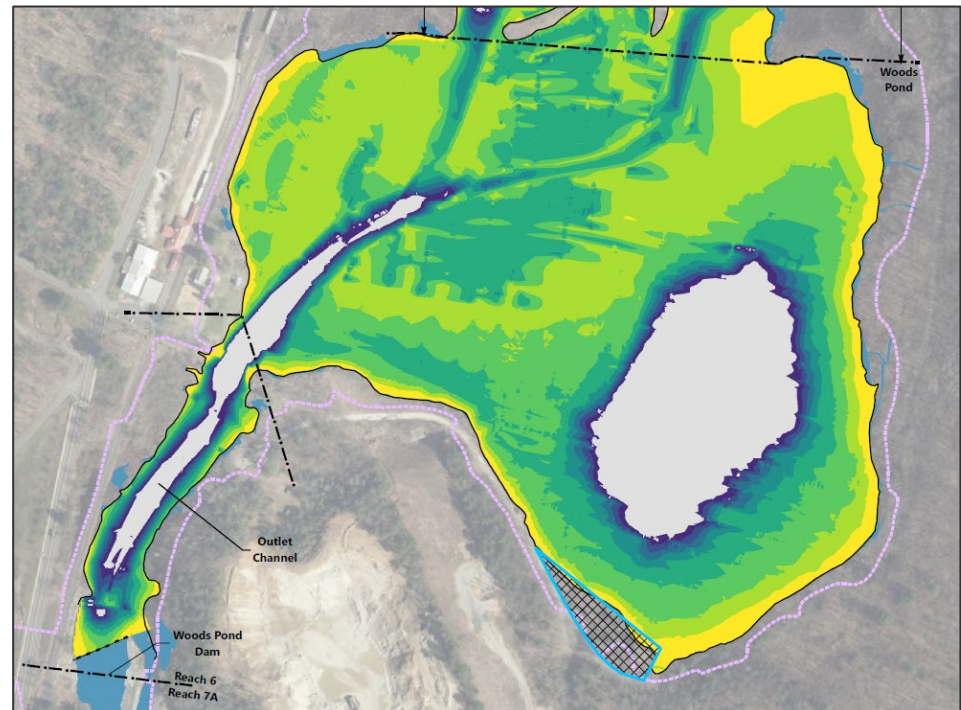 Woods
Pond
Outlet
Channel
Woods Pond
Dam
Reach 6
Reach 7A